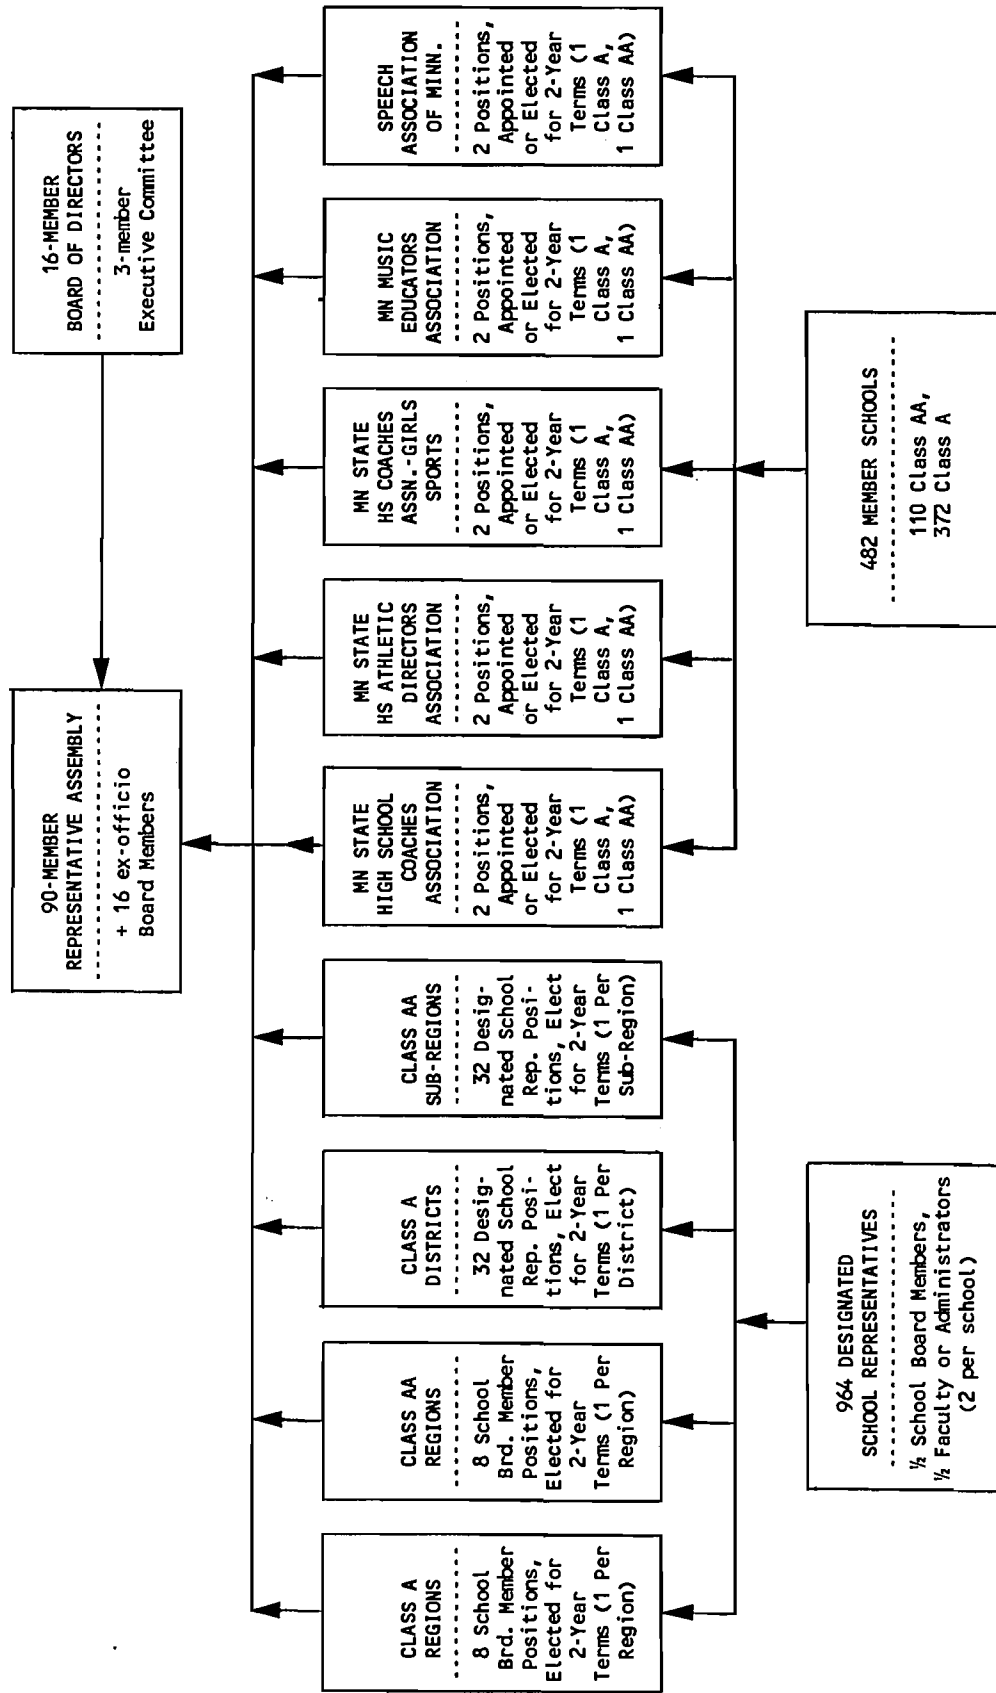 90-MEMBER
REPRESENTATIVE ASSEMBLY
+ 16 ex-officio
Board Members
16-MEMBER
BOARD OF DIRECTORS
3-member
Executive Committee
CLASS A
REGIONS
8 School
Brd. Member
Positions,
Elected for
2-Year
Terms (1 Per
Region)
CLASS AA
REGIONS
8 School
Brd. Member
Positions,
Elected for
2-Year
Terms (1 Per
Region)
CLASS A
DISTRICTS
32 Desig-
nated School
Rep. Posi-
tions, Elect
for 2-Year
Terms (1 Per
District)
CLASS AA
SUB-REGIONS
32 Desig-
nated School
Rep. Posi-
tions, Elect
for 2-Year
Terms (1 Per
Sub-Region)
MN STATE
HIGH SCHOOL
COACHES
ASSOCIATION
2 Positions,
Appointed
or Elected
for 2-Year
Terms (1
Class A,
1 Class AA)
MN STATE
HS ATHLETIC
DIRECTORS
ASSOCIATION
2 Positions,
Appointed
or Elected
for 2-Year
Terms (1
Class A,
1 Class AA)
MN STATE
HS COACHES
ASSN.-GIRLS
SPORTS
2 Positions,
Appointed
or Elected
for 2-Year
Terms (1
Class A,
1 Class AA)
MN MUSIC
EDUCATORS
ASSOCIATION
2 Positions,
Appointed
or Elected
for 2-Year
Terms (1
Class A,
1 Class AA)
SPEECH
ASSOCIATION
OF MINN.
2 Positions,
Appointed
or Elected
for 2-Year
Terms (1
Class A,
1 Class AA)
964 DESIGNATED
SCHOOL REPRESENTATIVES
½ School Board Members,
½ Faculty or Administrators
(2 per school)
482 MEMBER SCHOOLS
110 Class AA,
372 Class A